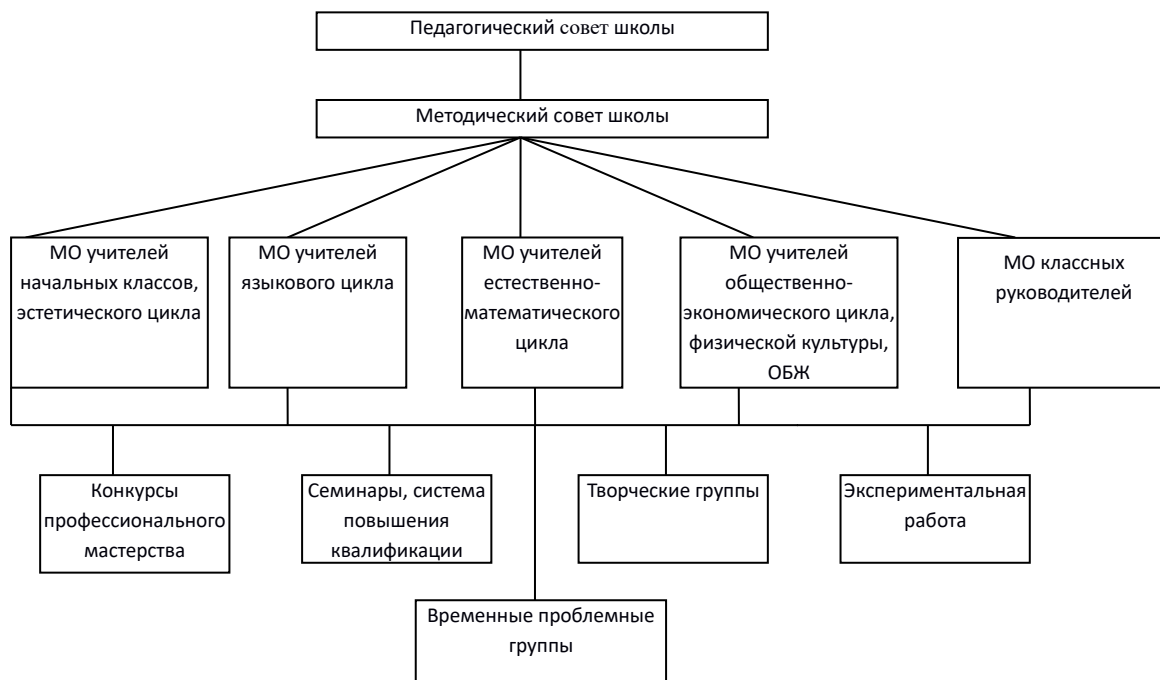 Педагогический совет школы
Методический совет школы
МО учителей
начальных классов,
эстетического цикла
МО учителей
языкового цикла
МО учителей
естественно-
математического
цикла
МО учителей
общественно-
экономического цикла,
физической культуры,
ОБЖ
МО классных
руководителей
Конкурсы
профессионального
мастерства
Семинары, система
повышения
квалификации
Творческие группы
Экспериментальная
работа
Временные проблемные
группы